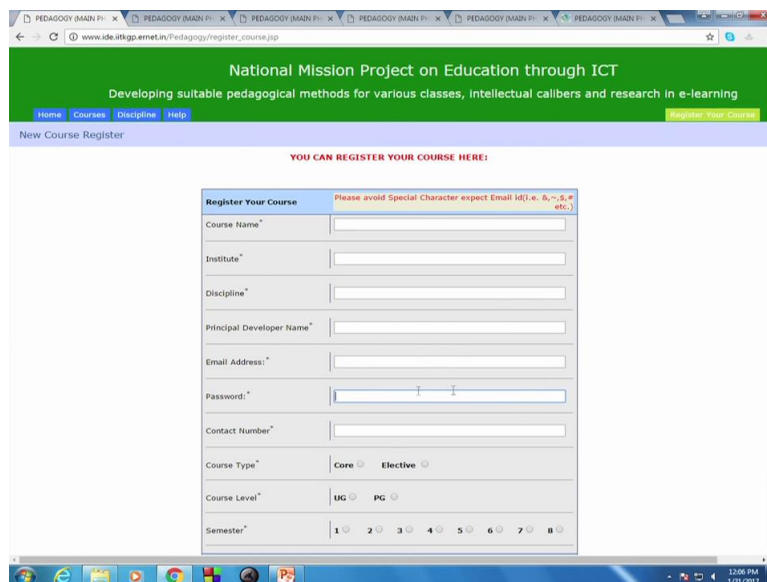 PEDAGOGY (MAIN PH PEDAGOGY (MAIN PH PEDAGOGY (MAIN PH PEDAGOGY (MAIN PH PEDAGOGY (MAIN PH PEDAGOGY (MAIN PH
www.ide.iitkgp.ernet.in/Pedagogy/register_course.jsp
National Mission Project on Education through ICT
Developing suitable pedagogical methods for various classes, intellectual calibers and research in e-learning
Home Courses Discipline Help Register Your Course
New Course Register
YOU CAN REGISTER YOUR COURSE HERE:
Register Your Course Please avoid Special Character expect Email id(i.e. &,~,$,#
etc.)
Course Name*
Institute*
Discipline*
Principal Developer Name*
Email Address:*
Password:*
Contact Number*
Course Type* Core Elective
Course Level* UG PG
Semester* 1 2 3 4 5 6 7 8
12:06 PM
1/21/2017